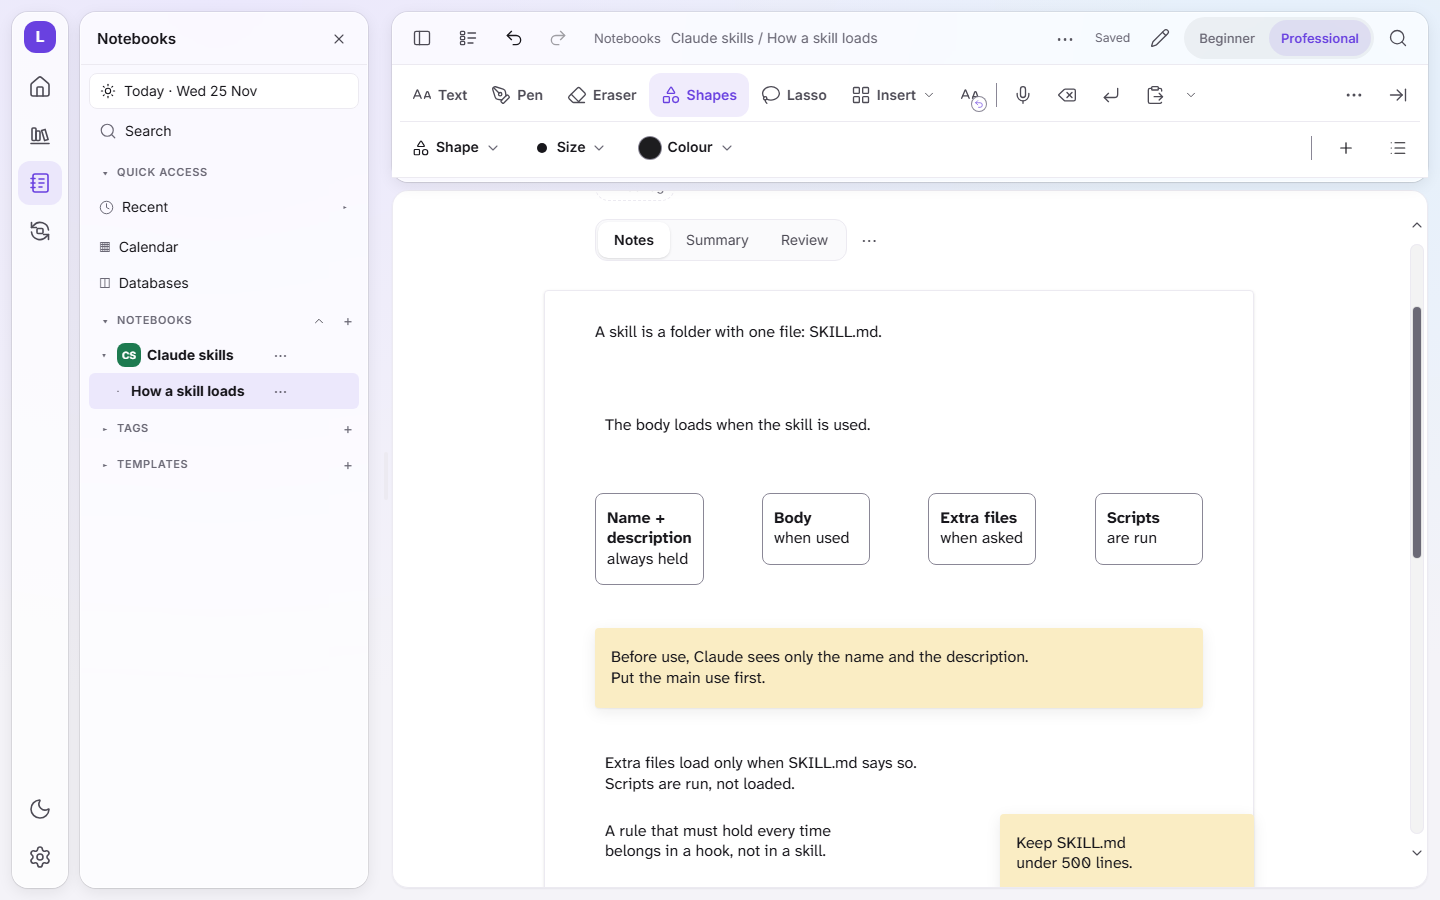 L
Notebooks
Today · Wed 25 Nov
Search
QUICK ACCESS
Recent
Calendar
Databases
NOTEBOOKS
CS Claude skills
How a skill loads
TAGS
TEMPLATES
Notebooks Claude skills / How a skill loads
Saved
Beginner Professional
Text Pen Eraser Shapes Lasso Insert
Shape Size Colour
Notes Summary Review
A skill is a folder with one file: SKILL.md.
The body loads when the skill is used.
Name +
description
always held
Body
when used
Extra files
when asked
Scripts
are run
Before use, Claude sees only the name and the description.
Put the main use first.
Extra files load only when SKILL.md says so.
Scripts are run, not loaded.
A rule that must hold every time
belongs in a hook, not in a skill.
Keep SKILL.md
under 500 lines.